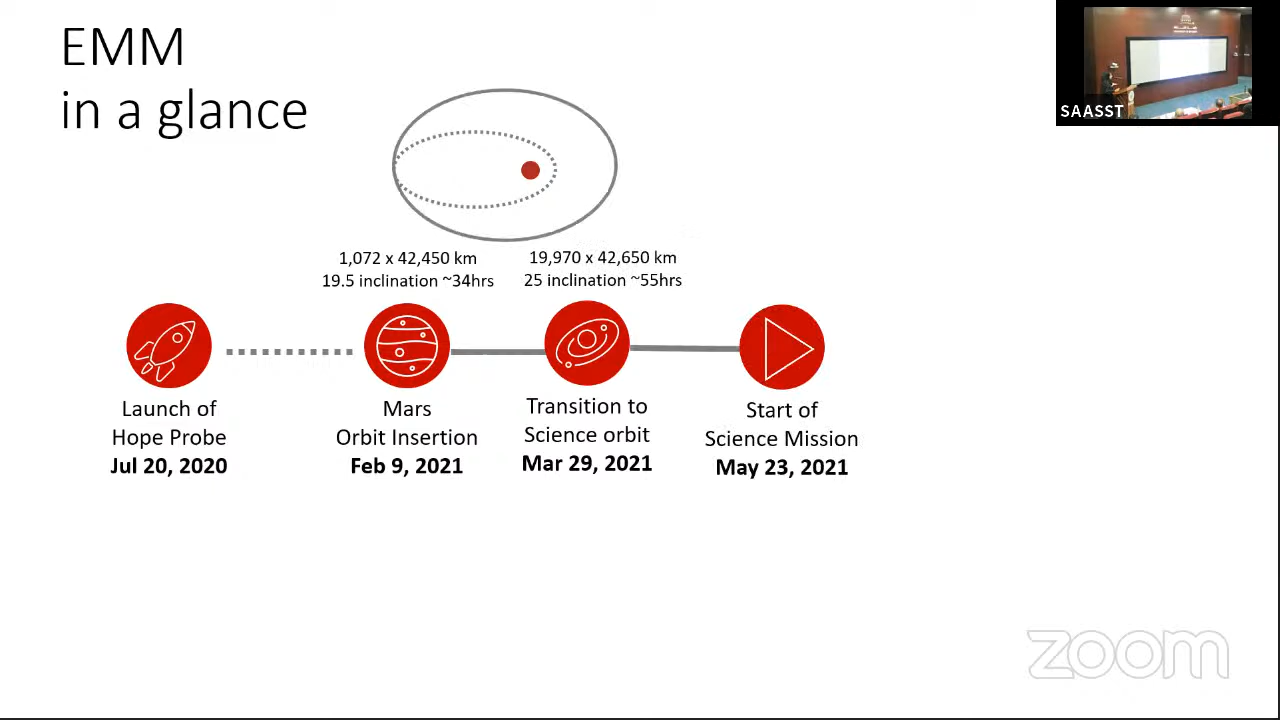 EMM
in a glance
SAASST
1,072 x 42,450 km
19.5 inclination ~34hrs
19,970 x 42,650 km
25 inclination ~55hrs
Launch of
Hope Probe
Jul 20, 2020
Mars
Orbit Insertion
Feb 9, 2021
Transition to
Science orbit
Mar 29, 2021
Start of
Science Mission
May 23, 2021
zoom